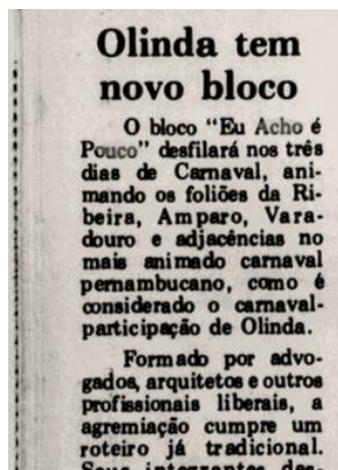 Olinda tem
novo bloco
O bloco "Eu Acho é
Pouco" desfilará nos três
dias de Carnaval, ani-
mando os foliões da Ri-
beira, Amparo, Vara-
douro e adjacências no
mais animado carnaval
pernambucano, como é
considerado o carnaval-
participação de Olinda.
Formado por advo-
gados, arquitetos e outros
profissionais liberais, a
agremiação cumpre um
roteiro já tradicional.